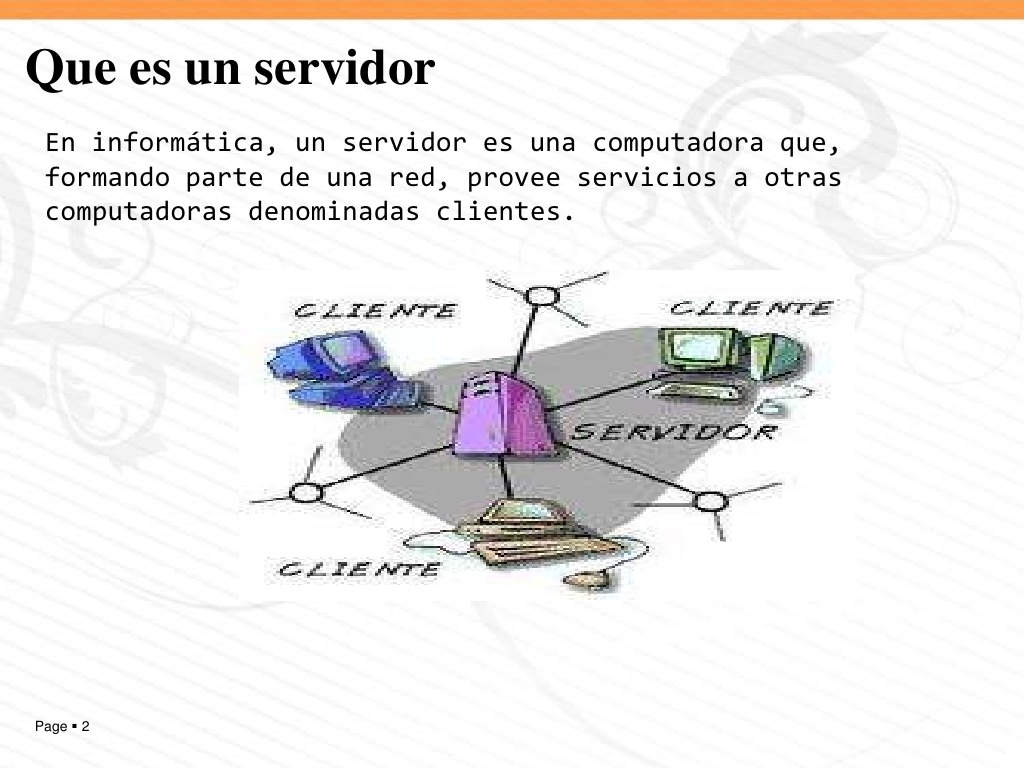 Que es un servidor
En informática, un servidor es una computadora que,
formando parte de una red, provee servicios a otras
computadoras denominadas clientes.
CLIENTE
CLIENTE
SERVIDOR
CLIENTE
Page ▪ 2